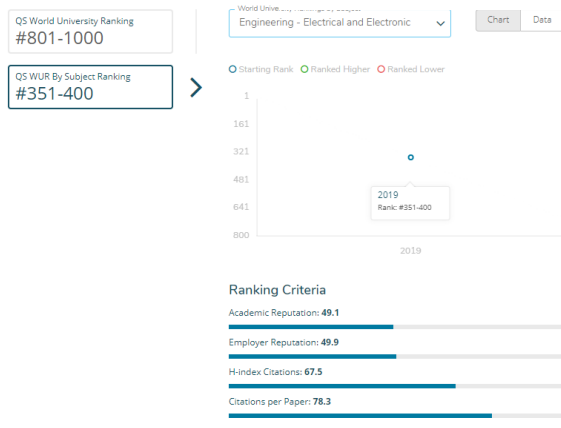 QS World University Ranking
#801-1000
QS WUR By Subject Ranking
#351-400
Engineering - Electrical and Electronic
Chart
Data
Starting Rank
Ranked Higher
Ranked Lower
1
161
321
481
641
800
2019
Rank: #351-400
2019
Ranking Criteria
Academic Reputation: 49.1
Employer Reputation: 49.9
H-index Citations: 67.5
Citations per Paper: 78.3